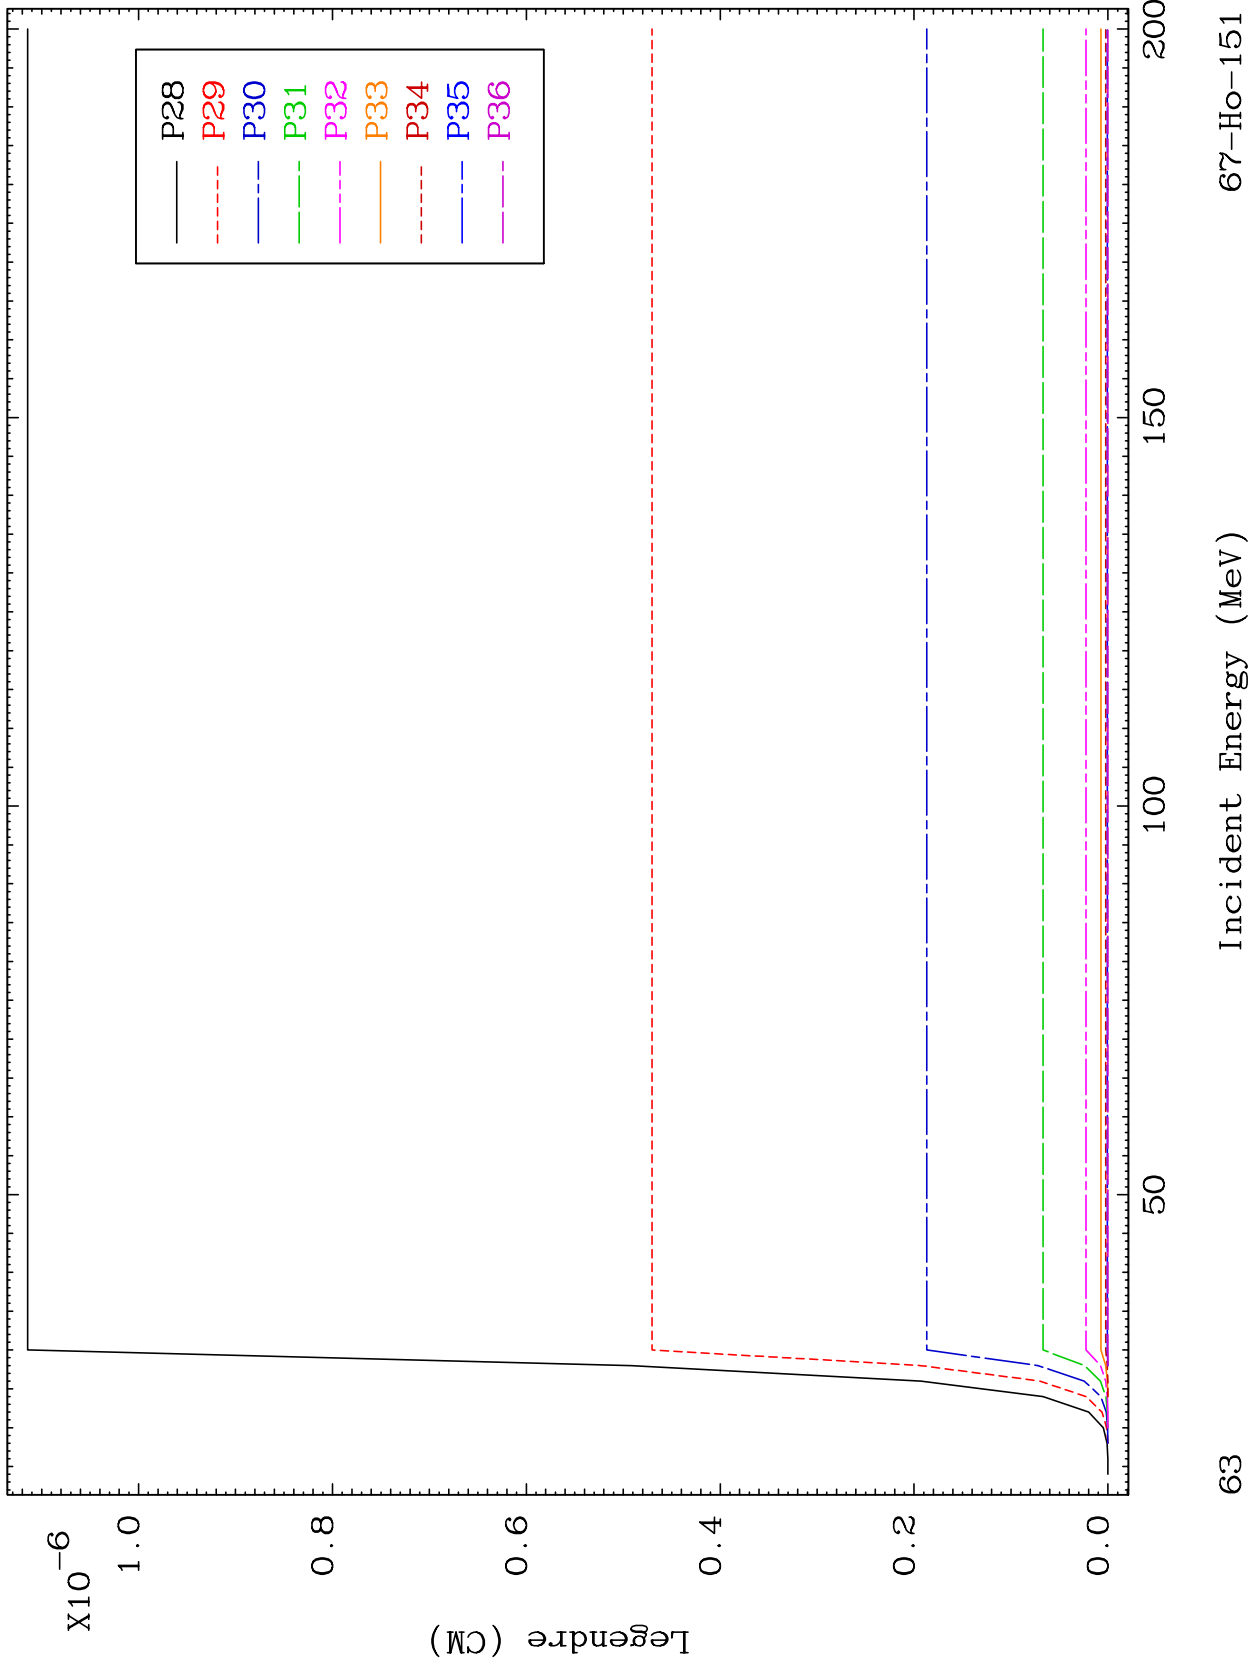 X10-6
1.0
0.8
0.6
0.4
0.2
0.0
Legendre (CM)
P28
P29
P30
P31
P32
P33
P34
P35
P36
50
100
150
200
63
Incident Energy (MeV)
67-Ho-151